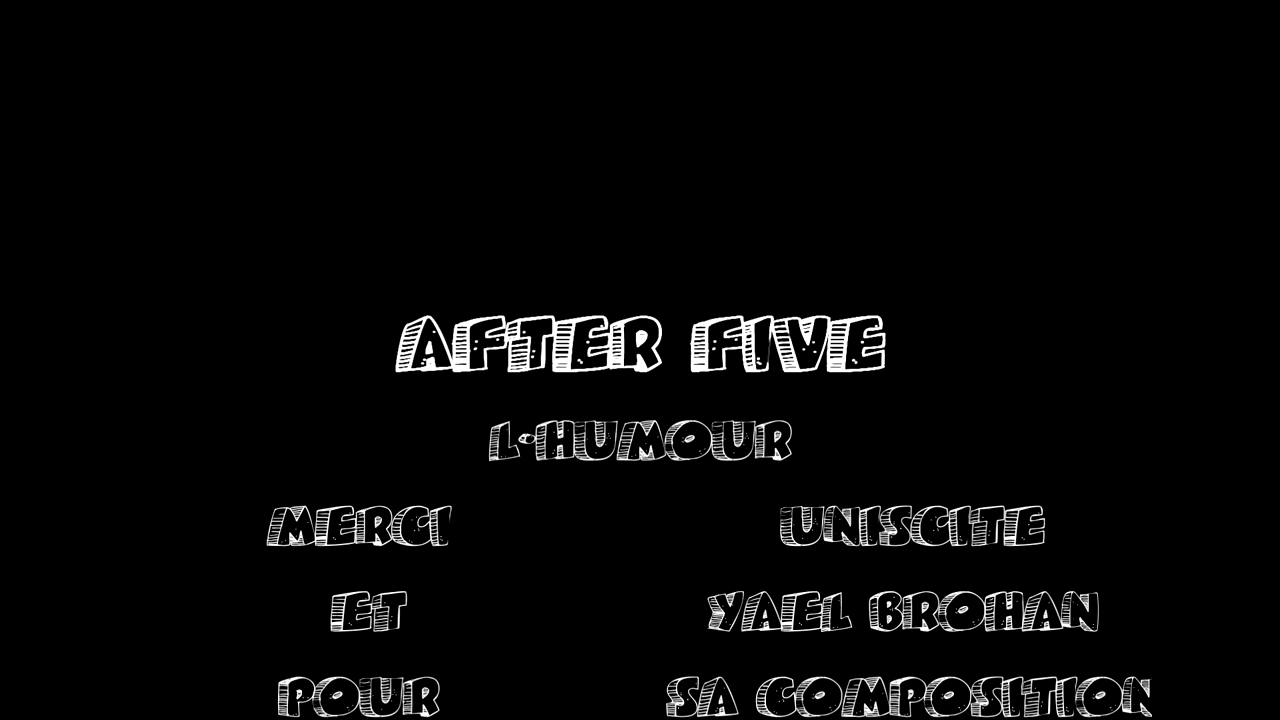 AFTER FIVE
L·HUMOUR
MERCI UNISCITE
ET YAEL BROHAN
POUR SA COMPOSITION